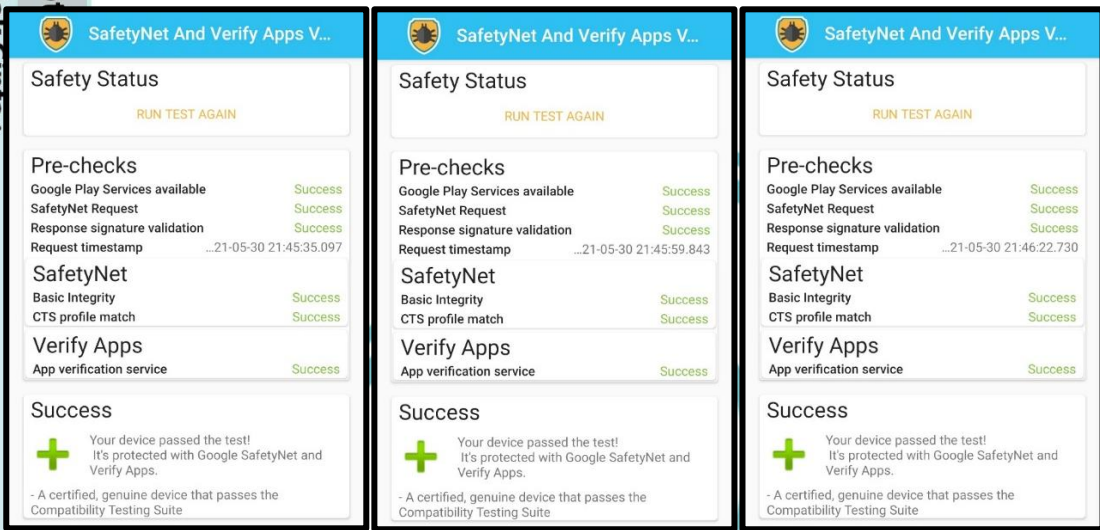 SafetyNet And Verify Apps V...
Safety Status
RUN TEST AGAIN
Pre-checks
Google Play Services available Success
SafetyNet Request Success
Response signature validation Success
Request timestamp ...21-05-30 21:45:35.097
SafetyNet
Basic Integrity Success
CTS profile match Success
Verify Apps
App verification service Success
Success
Your device passed the test!
It's protected with Google SafetyNet and
Verify Apps.
- A certified, genuine device that passes the
Compatibility Testing Suite
SafetyNet And Verify Apps V...
Safety Status
RUN TEST AGAIN
Pre-checks
Google Play Services available Success
SafetyNet Request Success
Response signature validation Success
Request timestamp ...21-05-30 21:45:59.843
SafetyNet
Basic Integrity Success
CTS profile match Success
Verify Apps
App verification service Success
Success
Your device passed the test!
It's protected with Google SafetyNet and
Verify Apps.
- A certified, genuine device that passes the
Compatibility Testing Suite
SafetyNet And Verify Apps V...
Safety Status
RUN TEST AGAIN
Pre-checks
Google Play Services available Success
SafetyNet Request Success
Response signature validation Success
Request timestamp ...21-05-30 21:46:22.730
SafetyNet
Basic Integrity Success
CTS profile match Success
Verify Apps
App verification service Success
Success
Your device passed the test!
It's protected with Google SafetyNet and
Verify Apps.
- A certified, genuine device that passes the
Compatibility Testing Suite